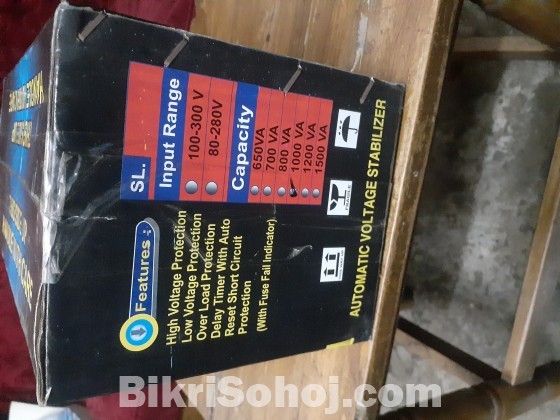 SL.
Input Range
100-300 V
80-280V
Capacity
650VA
700 VA
800 VA
1000 VA
1200 VA
1500 VA
Features :
High Voltage Protection
Low Voltage Protection
Over Load Protection
Delay Timer With Auto
Reset Short Circuit
Protection
(With Fuse Fail Indicator)
AUTOMATIC VOLTAGE STABILIZER
BikriSohoj.com